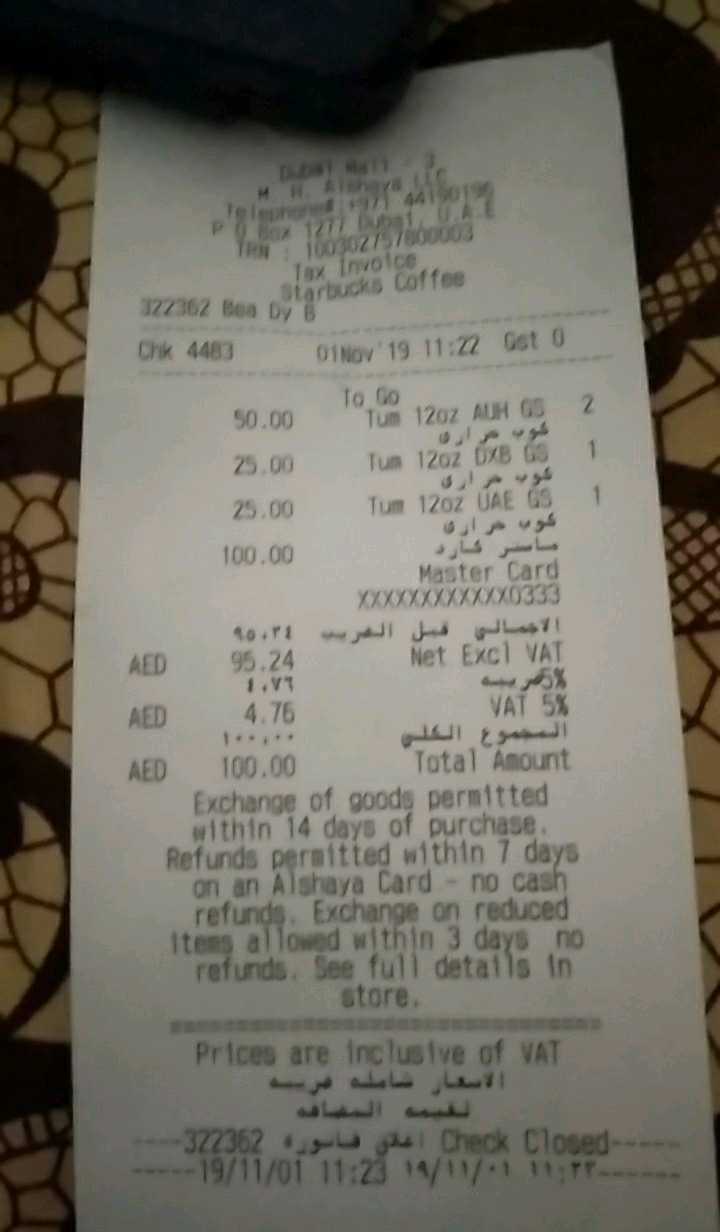 Dubai Mall - 3
M. H. Alshaya LLC
Telephone# +971 44190196
P O Box 1277 Dubai, U.A.E
TRN : 100302757800003
Tax Invoice
Starbucks Coffee
322362 Bea Dy B
Chk 4483 01Nov'19 11:22 Gst 0
To Go
50.00 Tum 12oz AUH GS 2
كوب حراري
25.00 Tum 12oz DXB GS 1
كوب حراري
25.00 Tum 12oz UAE GS 1
كوب حراري
100.00 ماستر كارد
Master Card
XXXXXXXXXXXX0333
الاجمالي قبل الضريب ٩٥.٢٤
AED 95.24 Net Excl VAT
٤.٧٦ ضريبه 5%
AED 4.76 VAT 5%
المجموع الكلي ١٠٠.٠٠
AED 100.00 Total Amount
Exchange of goods permitted
within 14 days of purchase.
Refunds permitted within 7 days
on an Alshaya Card - no cash
refunds. Exchange on reduced
items allowed within 3 days no
refunds. See full details in
store.
==============================
Prices are inclusive of VAT
الاسعار شامله ضريبه
لقيمه المضافه
----322362 اغلق فاتورة Check Closed-----
-----19/11/01 11:23 ١٩/١١/٠١ ١١:٢٣------